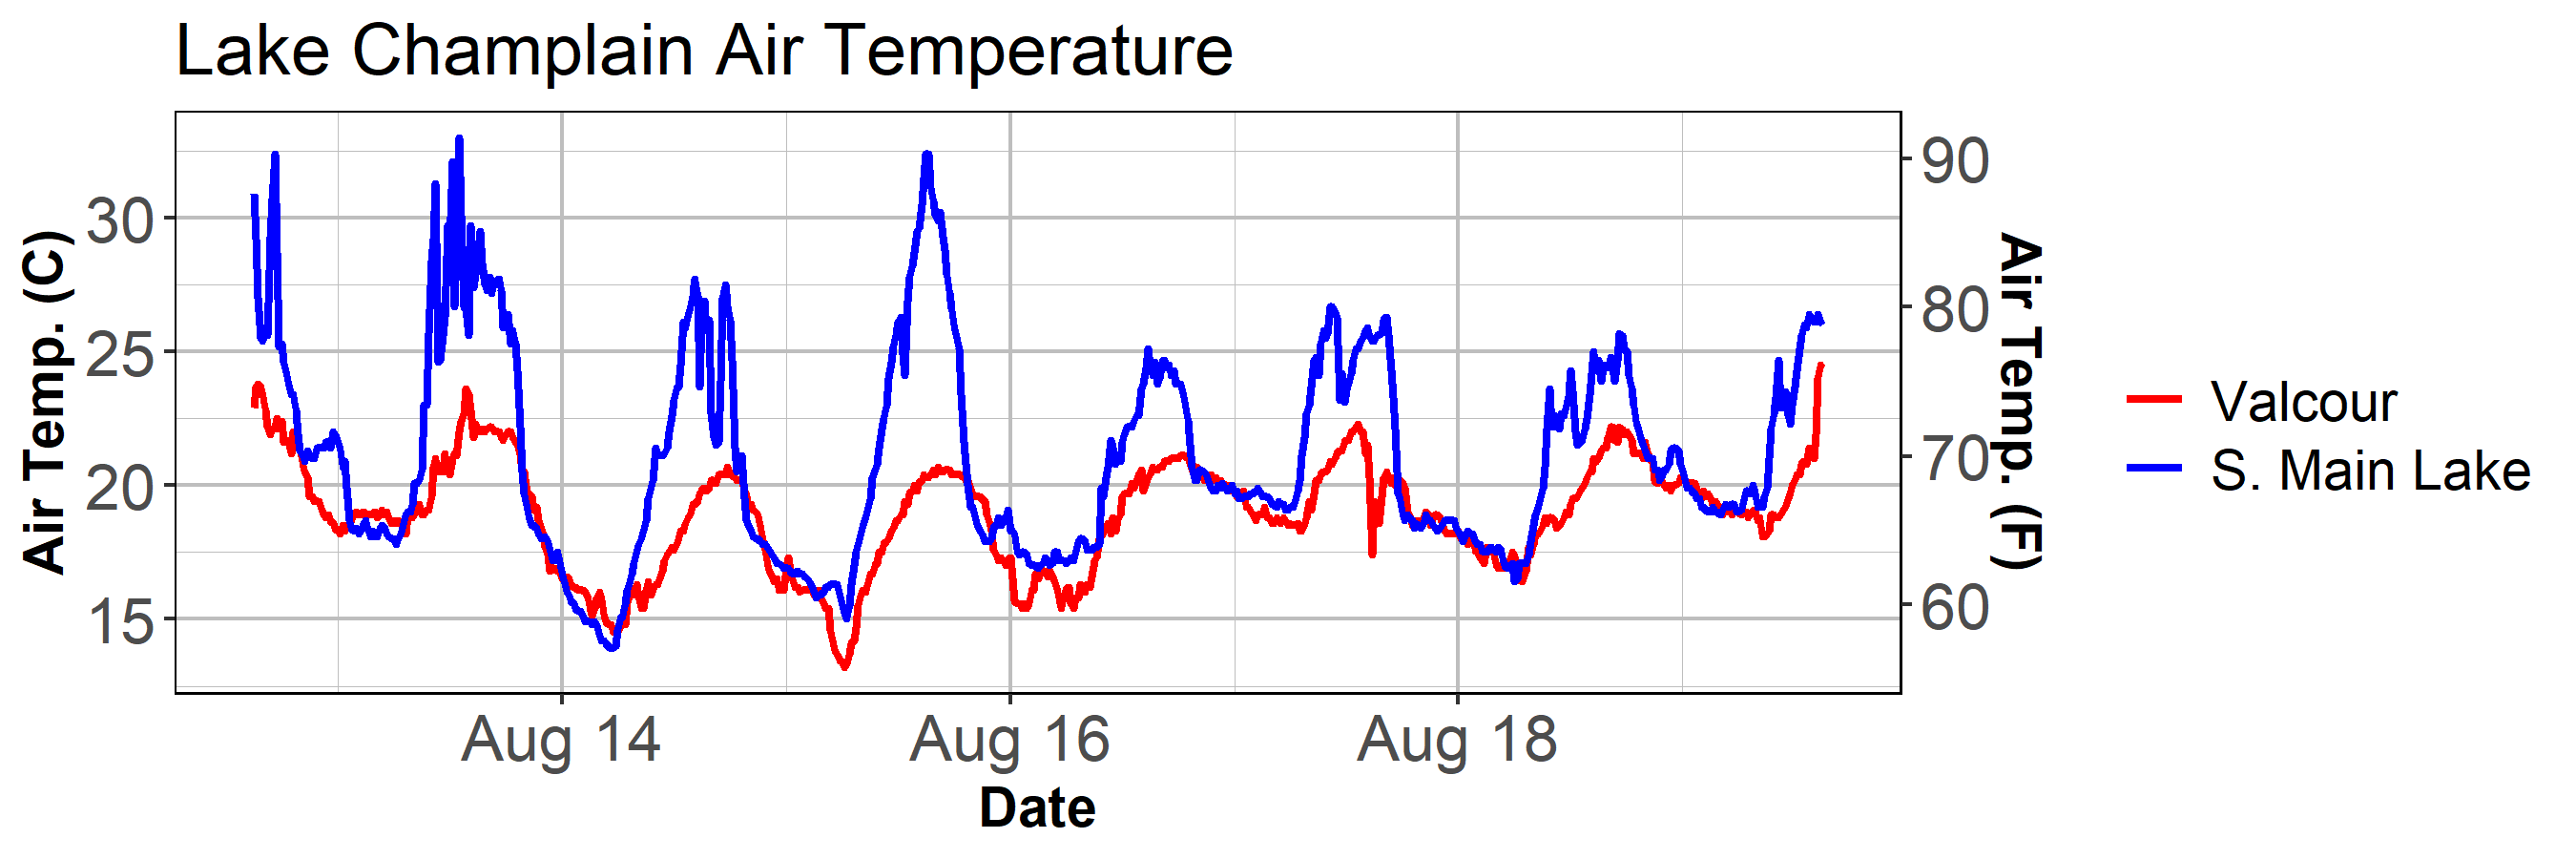 Lake Champlain Air Temperature
Air Temp. (C)
30
25
20
15
90
80
70
60
Air Temp. (F)
Aug 14
Aug 16
Aug 18
Date
Valcour
S. Main Lake